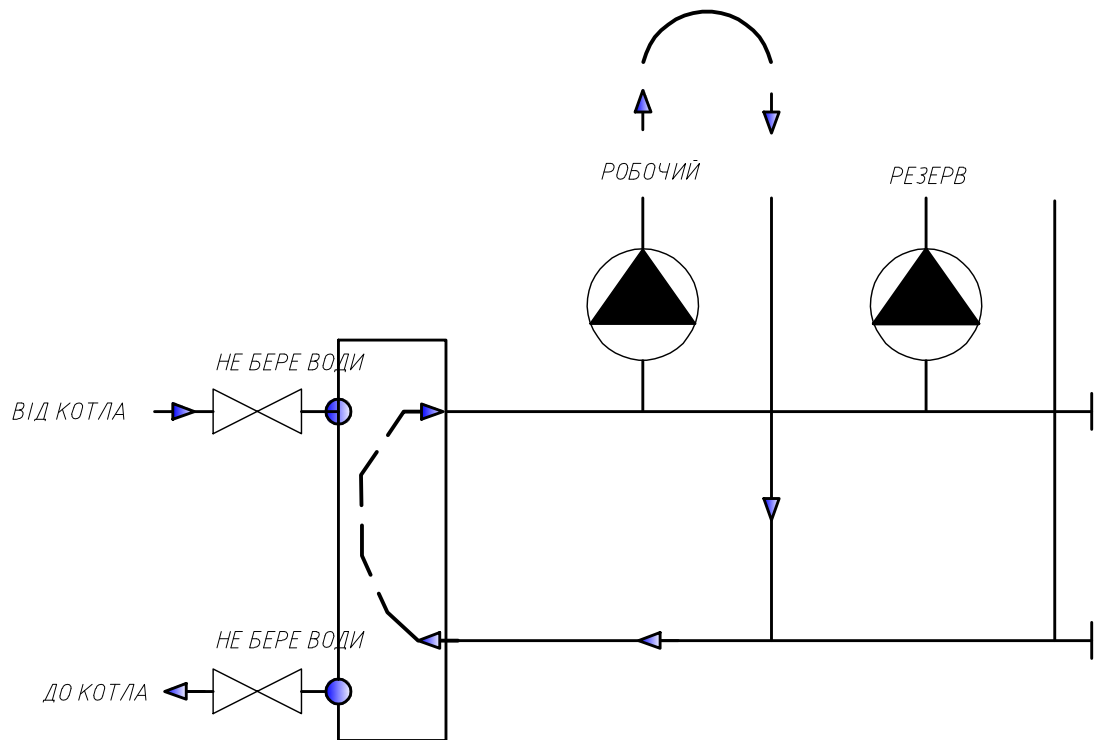 РОБОЧИЙ
РЕЗЕРВ
НЕ БЕРЕ ВОДИ
ВІД КОТЛА
НЕ БЕРЕ ВОДИ
ДО КОТЛА